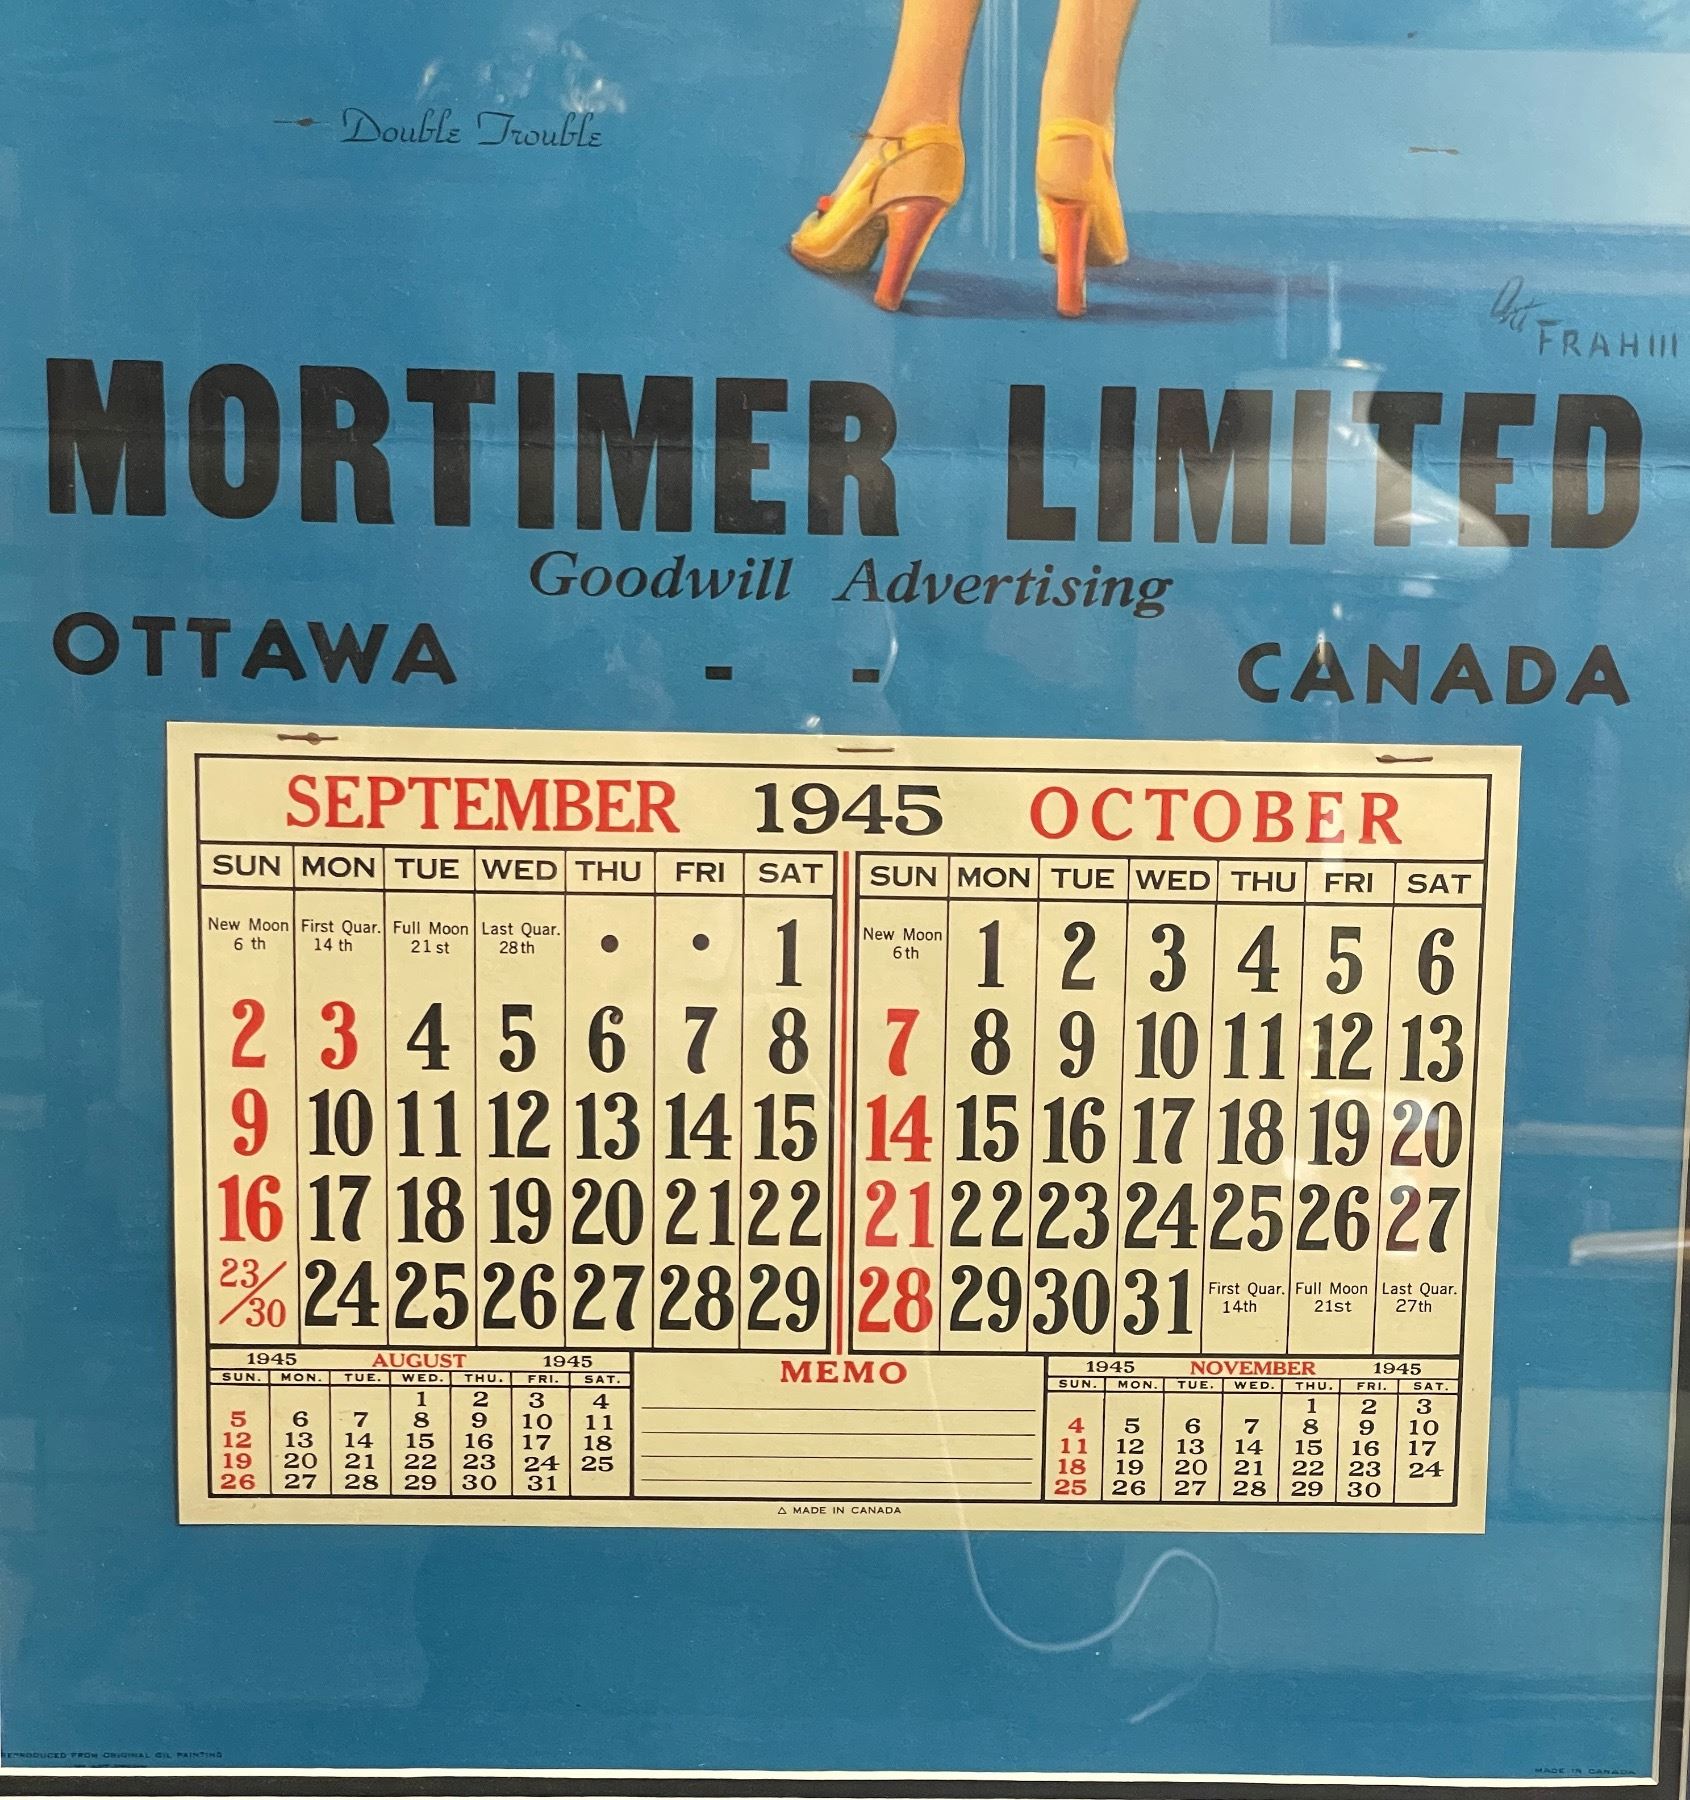 Double Trouble
Art
FRAHM
MORTIMER LIMITED
Goodwill Advertising
OTTAWA - - CANADA
SEPTEMBER 1945 OCTOBER
SUN MON TUE WED THU FRI SAT SUN MON TUE WED THU FRI SAT
New Moon 6 th First Quar. 14 th Full Moon 21 st Last Quar. 28 th • • 1 New Moon 6 th 1 2 3 4 5 6
2 3 4 5 6 7 8 7 8 9 10 11 12 13
9 10 11 12 13 14 15 14 15 16 17 18 19 20
16 17 18 19 20 21 22 21 22 23 24 25 26 27
23/30 24 25 26 27 28 29 28 29 30 31 First Quar. 14th Full Moon 21st Last Quar. 27th
1945 AUGUST 1945
SUN. MON. TUE. WED. THU. FRI. SAT.
1 2 3 4
5 6 7 8 9 10 11
12 13 14 15 16 17 18
19 20 21 22 23 24 25
26 27 28 29 30 31
MEMO
1945 NOVEMBER 1945
SUN. MON. TUE. WED. THU. FRI. SAT.
1 2 3
4 5 6 7 8 9 10
11 12 13 14 15 16 17
18 19 20 21 22 23 24
25 26 27 28 29 30
△ MADE IN CANADA
REPRODUCED FROM ORIGINAL OIL PAINTING
MADE IN CANADA